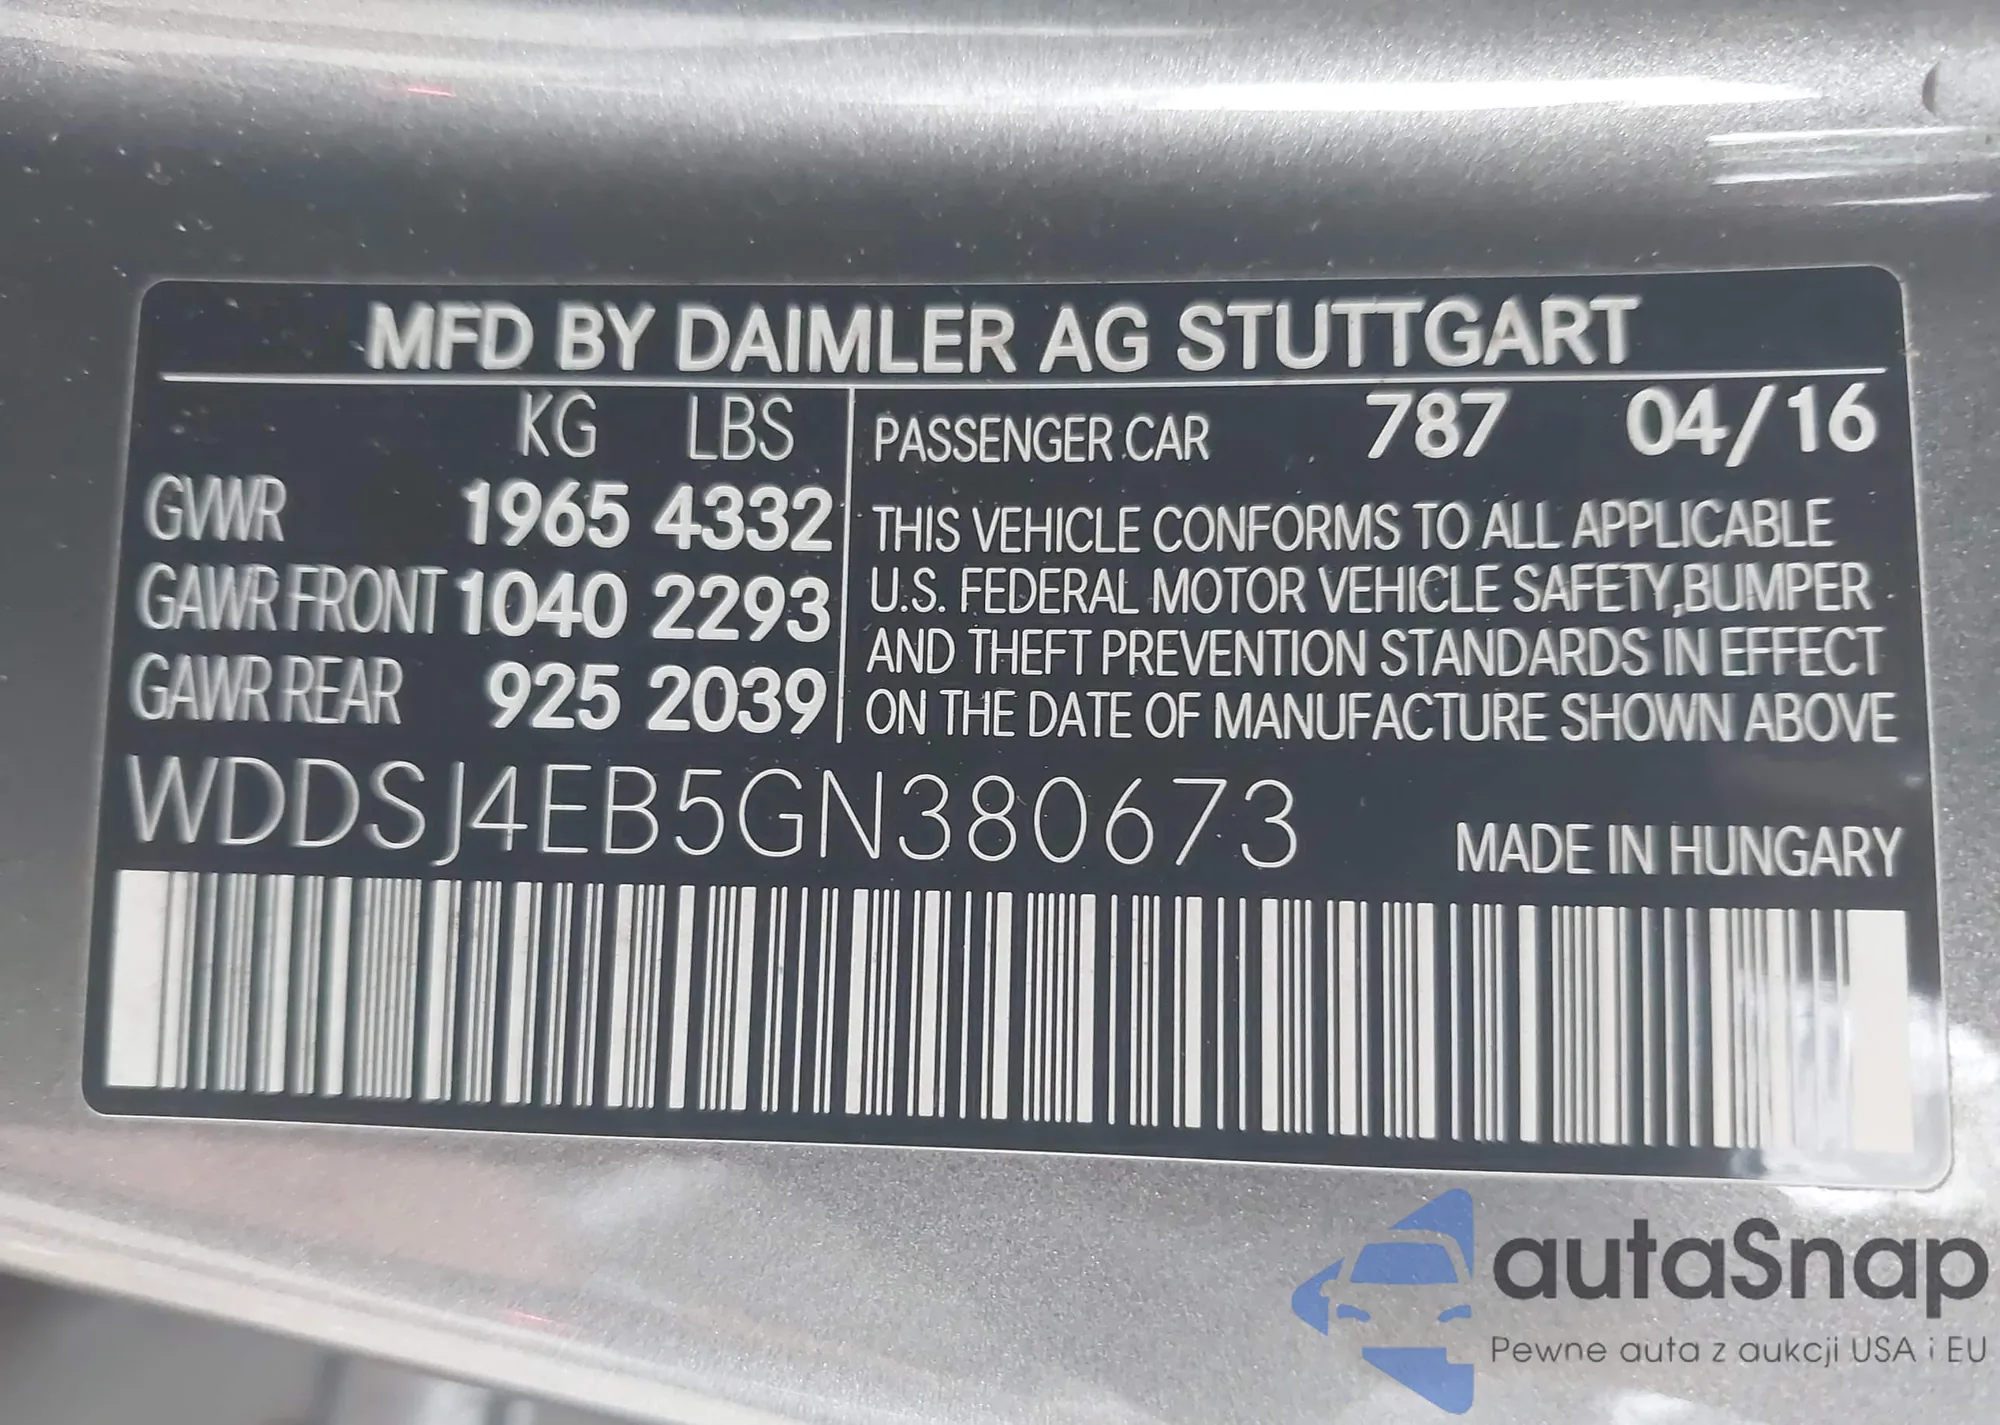 MFD BY DAIMLER AG STUTTGART
KG LBS
GVWR 1965 4332
GAWR FRONT 1040 2293
GAWR REAR 925 2039
PASSENGER CAR 787 04/16
THIS VEHICLE CONFORMS TO ALL APPLICABLE
U.S. FEDERAL MOTOR VEHICLE SAFETY,BUMPER
AND THEFT PREVENTION STANDARDS IN EFFECT
ON THE DATE OF MANUFACTURE SHOWN ABOVE
WDDSJ4EB5GN380673
MADE IN HUNGARY
autaSnap
Pewne auta z aukcji USA i EU